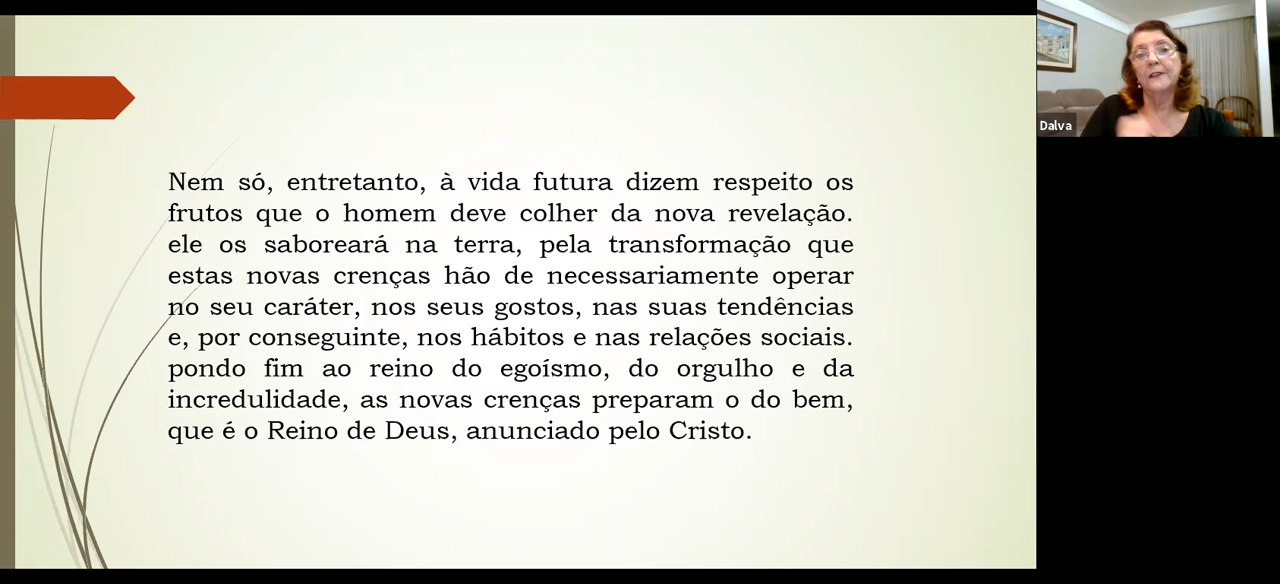 Nem só, entretanto, à vida futura dizem respeito os
frutos que o homem deve colher da nova revelação.
ele os saboreará na terra, pela transformação que
estas novas crenças hão de necessariamente operar
no seu caráter, nos seus gostos, nas suas tendências
e, por conseguinte, nos hábitos e nas relações sociais.
pondo fim ao reino do egoísmo, do orgulho e da
incredulidade, as novas crenças preparam o do bem,
que é o Reino de Deus, anunciado pelo Cristo.
Dalva